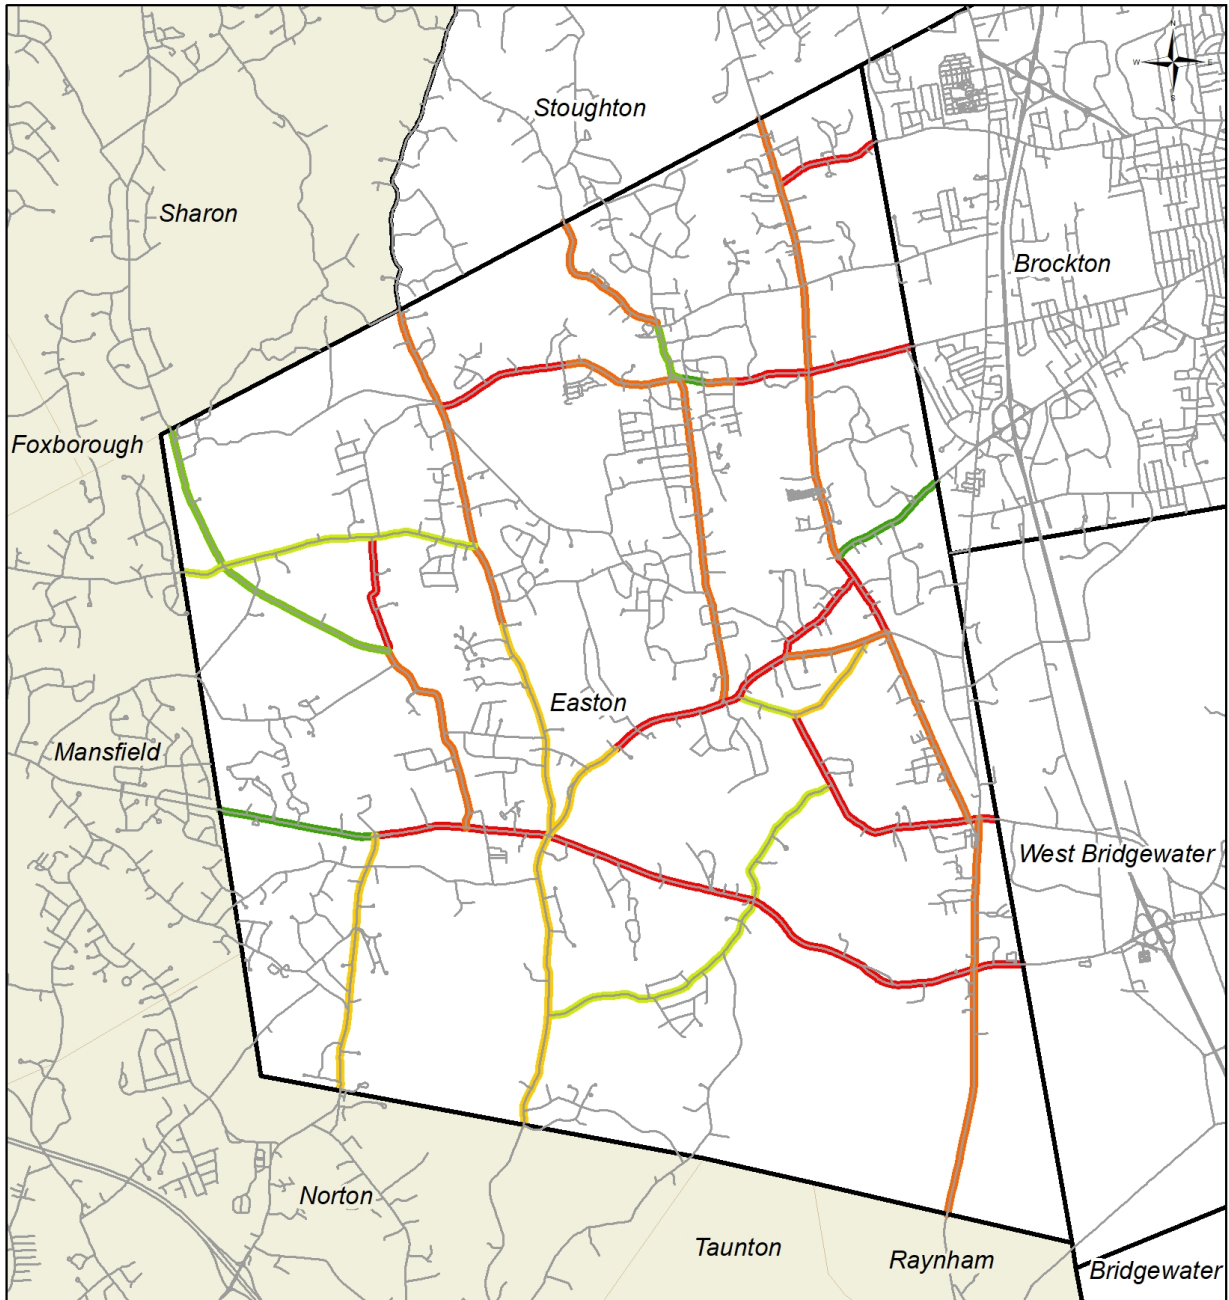 N
W
E
S
Stoughton
Sharon
Brockton
Foxborough
Easton
Mansfield
West Bridgewater
Norton
Taunton
Raynham
Bridgewater